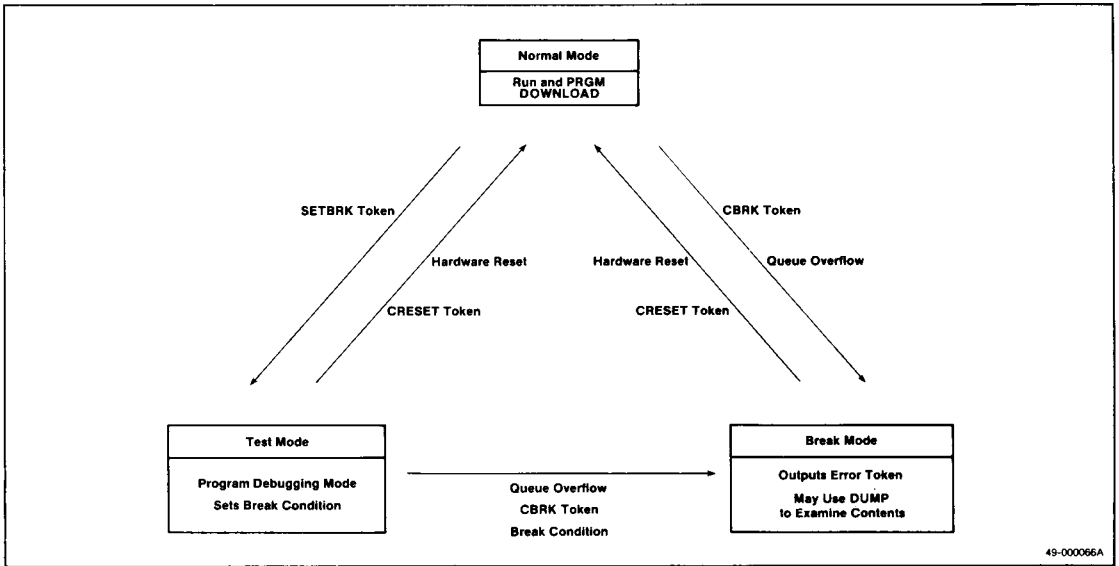 Normal Mode
Run and PRGM
DOWNLOAD
SETBRK Token
CBRK Token
Hardware Reset
Hardware Reset
Queue Overflow
CRESET Token
CRESET Token
Test Mode
Program Debugging Mode
Sets Break Condition
Queue Overflow
CBRK Token
Break Condition
Break Mode
Outputs Error Token
May Use DUMP
to Examine Contents
49-000066A